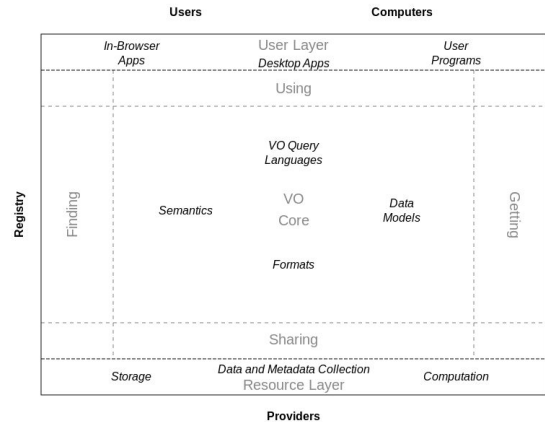 Users
Computers
In-Browser
Apps
User Layer
Desktop Apps
User
Programs
Using
VO Query
Languages
Registry
Finding
Semantics
VO
Core
Data
Models
Getting
Formats
Sharing
Storage
Data and Metadata Collection
Resource Layer
Computation
Providers